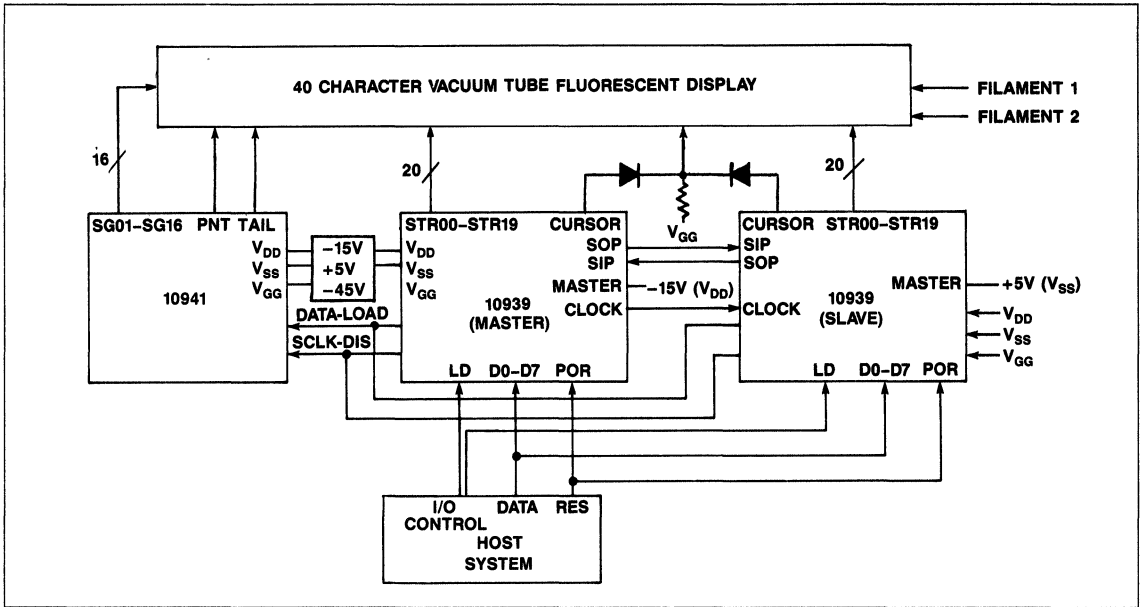 40 CHARACTER VACUUM TUBE FLUORESCENT DISPLAY
FILAMENT 1
FILAMENT 2
16
20
20
SG01–SG16 PNT TAIL
VDD
VSS
VGG
10941
–15V
+5V
–45V
DATA-LOAD
SCLK-DIS
STR00–STR19 CURSOR
VDD
VSS
VGG
SOP
SIP
MASTER
CLOCK
10939
(MASTER)
LD D0–D7 POR
VGG
–15V (VDD)
CURSOR STR00–STR19
SIP
SOP
MASTER
CLOCK
10939
(SLAVE)
LD D0–D7 POR
+5V (VSS)
VDD
VSS
VGG
I/O DATA RES
CONTROL
HOST
SYSTEM